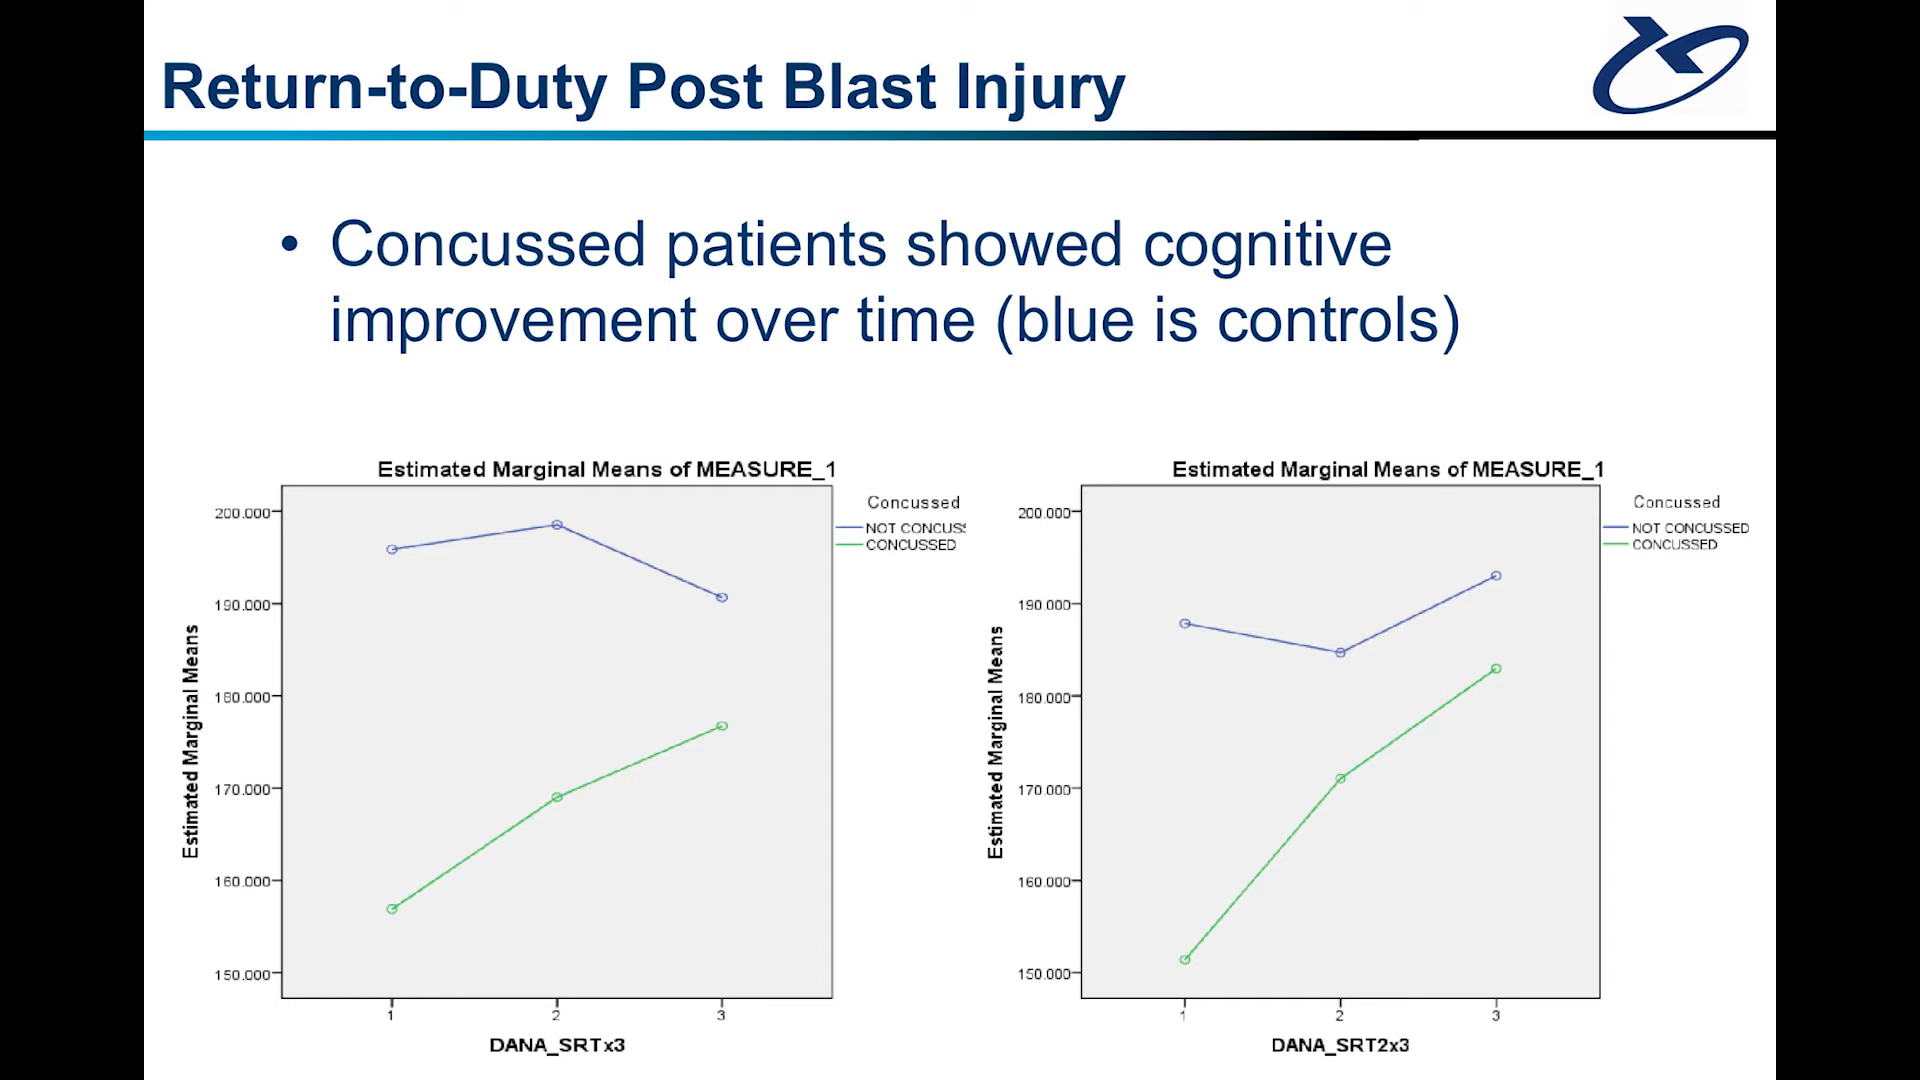 Return-to-Duty Post Blast Injury
• Concussed patients showed cognitive
improvement over time (blue is controls)
Estimated Marginal Means of MEASURE_1
Concussed
NOT CONCUSS
CONCUSSED
Estimated Marginal Means
200.000
190.000
180.000
170.000
160.000
150.000
1 2 3
DANA_SRTx3
Estimated Marginal Means of MEASURE_1
Concussed
NOT CONCUSSED
CONCUSSED
Estimated Marginal Means
200.000
190.000
180.000
170.000
160.000
150.000
1 2 3
DANA_SRT2x3